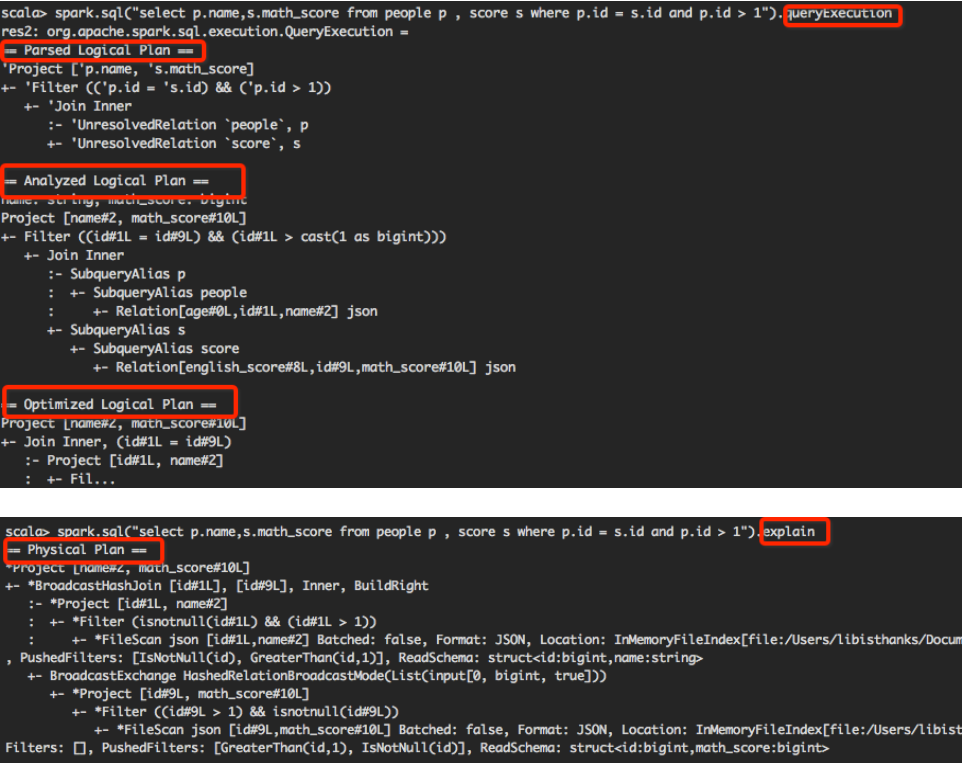 scala> spark.sql("select p.name,s.math_score from people p , score s where p.id = s.id and p.id > 1").queryExecution
res2: org.apache.spark.sql.execution.QueryExecution =
== Parsed Logical Plan ==
'Project ['p.name, 's.math_score]
+- 'Filter (('p.id = 's.id) && ('p.id > 1))
   +- 'Join Inner
      :- 'UnresolvedRelation `people`, p
      +- 'UnresolvedRelation `score`, s

== Analyzed Logical Plan ==
name: string, math_score: bigint
Project [name#2, math_score#10L]
+- Filter ((id#1L = id#9L) && (id#1L > cast(1 as bigint)))
   +- Join Inner
      :- SubqueryAlias p
      :  +- SubqueryAlias people
      :     +- Relation[age#0L,id#1L,name#2] json
      +- SubqueryAlias s
         +- SubqueryAlias score
            +- Relation[english_score#8L,id#9L,math_score#10L] json

== Optimized Logical Plan ==
Project [name#2, math_score#10L]
+- Join Inner, (id#1L = id#9L)
   :- Project [id#1L, name#2]
   :  +- Fil...

scala> spark.sql("select p.name,s.math_score from people p , score s where p.id = s.id and p.id > 1").explain
== Physical Plan ==
*Project [name#2, math_score#10L]
+- *BroadcastHashJoin [id#1L], [id#9L], Inner, BuildRight
   :- *Project [id#1L, name#2]
   :  +- *Filter (isnotnull(id#1L) && (id#1L > 1))
   :     +- *FileScan json [id#1L,name#2] Batched: false, Format: JSON, Location: InMemoryFileIndex[file:/Users/libisthanks/Docum
, PushedFilters: [IsNotNull(id), GreaterThan(id,1)], ReadSchema: struct<id:bigint,name:string>
   +- BroadcastExchange HashedRelationBroadcastMode(List(input[0, bigint, true]))
      +- *Project [id#9L, math_score#10L]
         +- *Filter ((id#9L > 1) && isnotnull(id#9L))
            +- *FileScan json [id#9L,math_score#10L] Batched: false, Format: JSON, Location: InMemoryFileIndex[file:/Users/libist
Filters: [], PushedFilters: [GreaterThan(id,1), IsNotNull(id)], ReadSchema: struct<id:bigint,math_score:bigint>